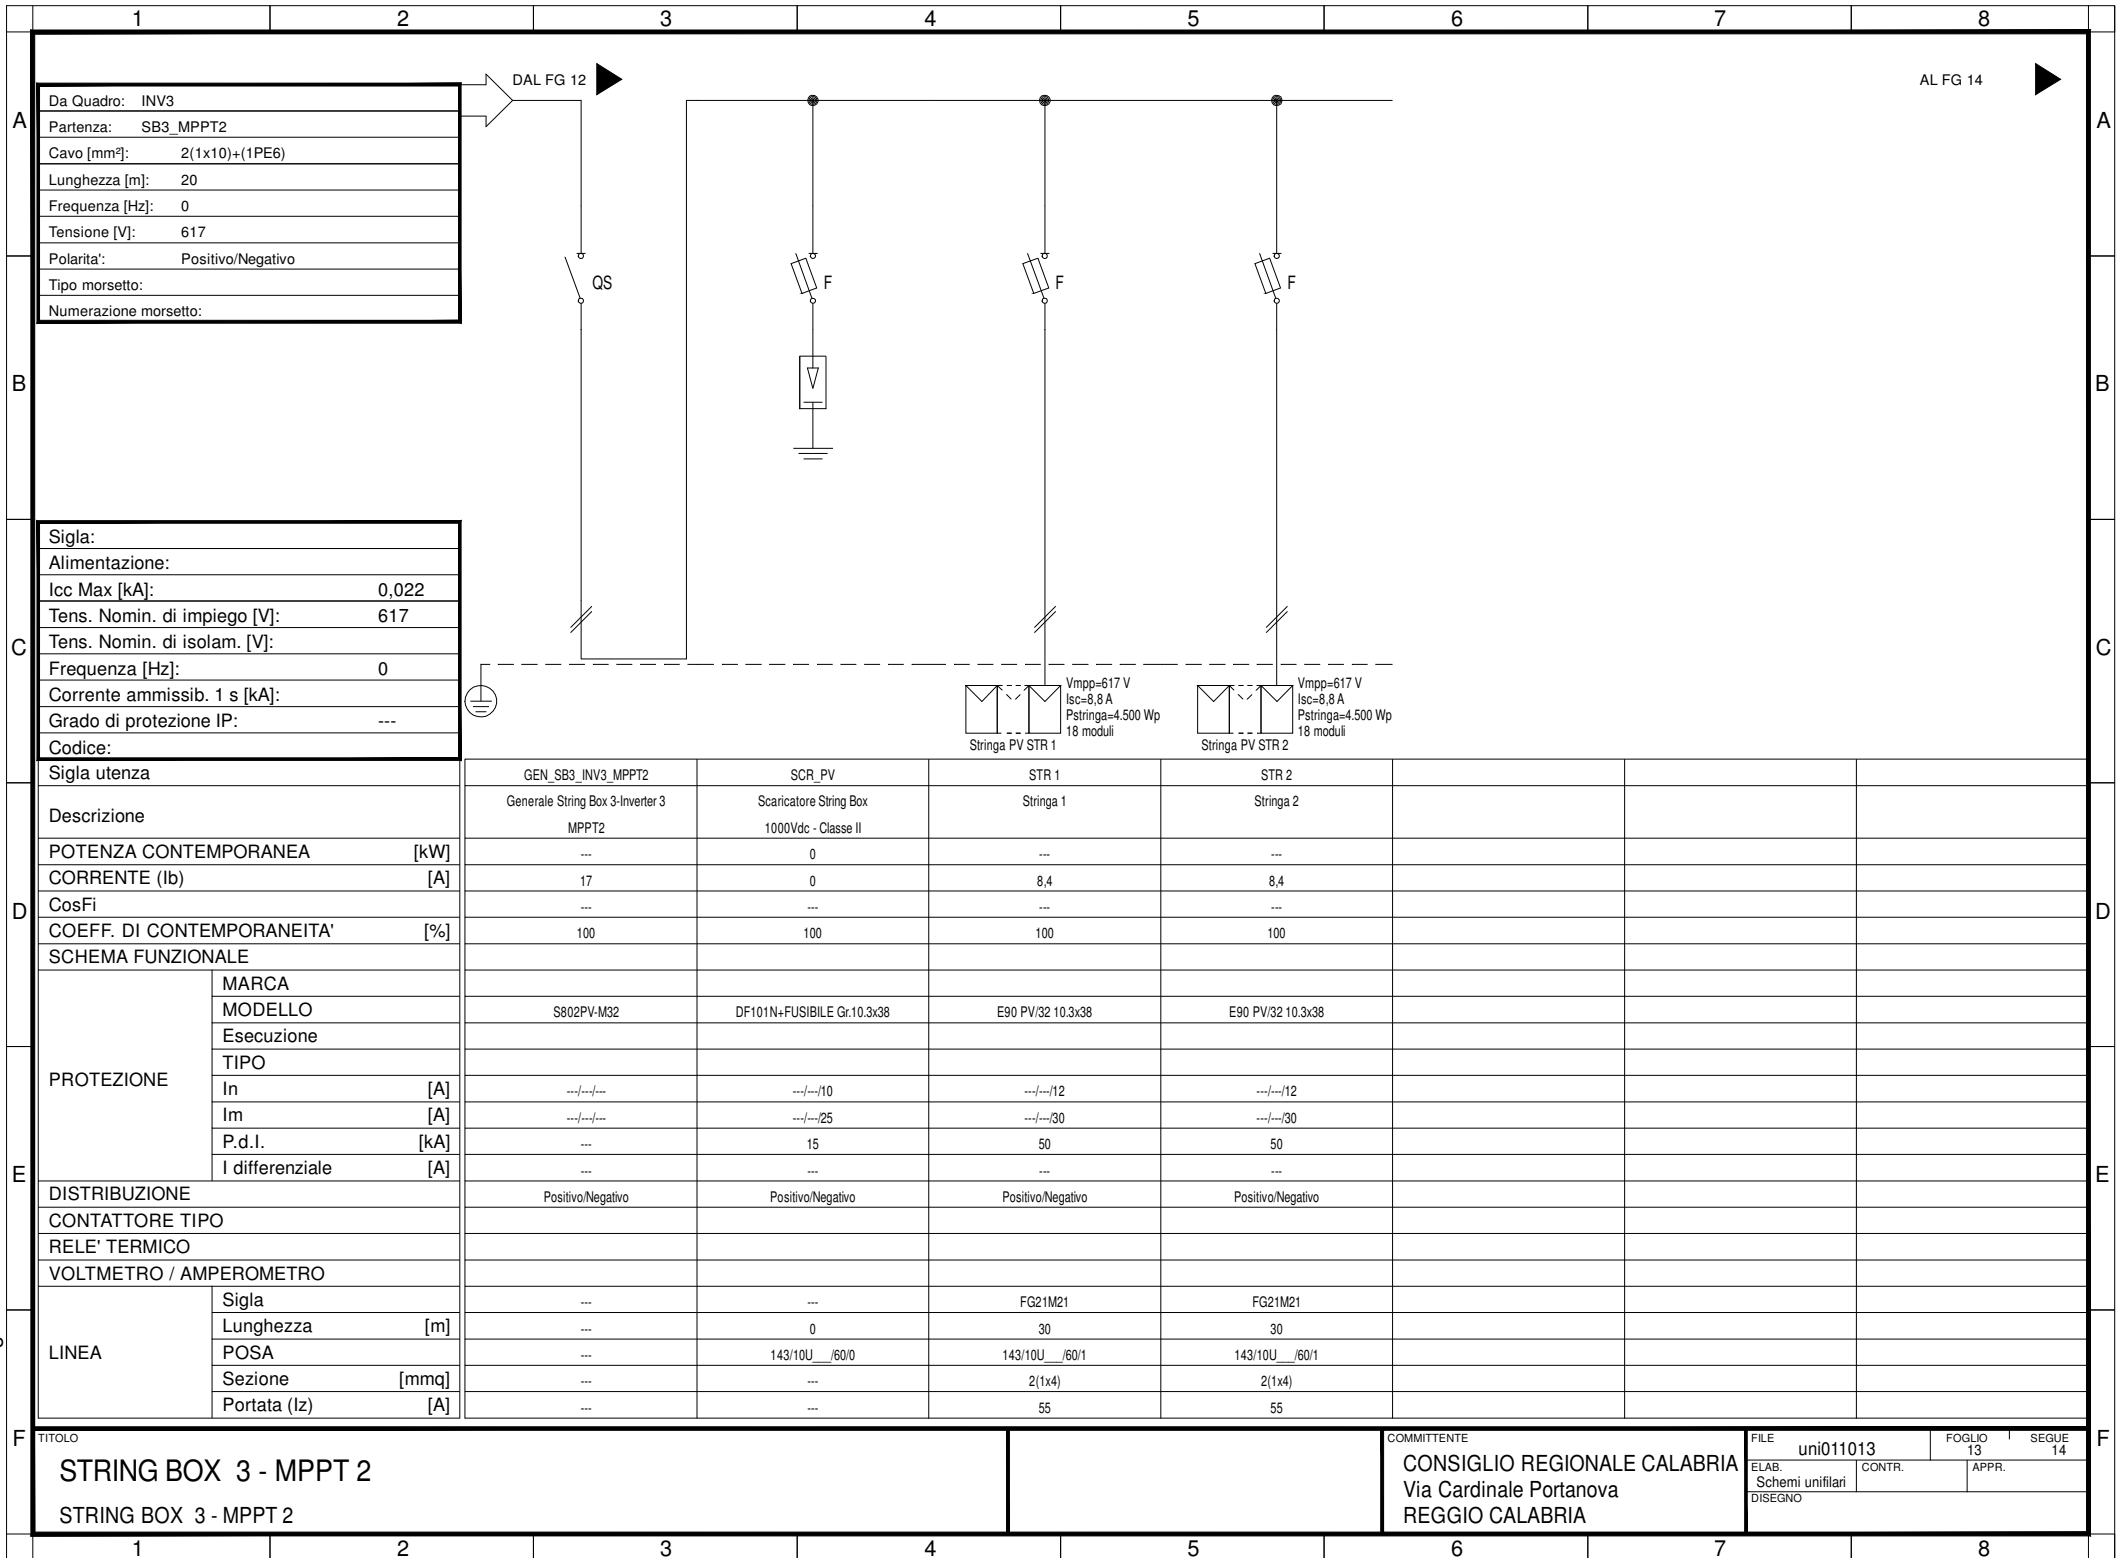 1 2 3 4 5 6 7 8
DAL FG 12
AL FG 14
A A
Da Quadro: INV3
Partenza: SB3_MPPT2
Cavo [mm²]: 2(1x10)+(1PE6)
Lunghezza [m]: 20
Frequenza [Hz]: 0
Tensione [V]: 617
Polarita': Positivo/Negativo
Tipo morsetto:
Numerazione morsetto:
QS F F F
B B
Sigla:
Alimentazione:
Icc Max [kA]: 0,022
Tens. Nomin. di impiego [V]: 617
Tens. Nomin. di isolam. [V]:
Frequenza [Hz]: 0
Corrente ammissib. 1 s [kA]:
Grado di protezione IP: ---
Codice:
C C
Vmpp=617 V
Isc=8,8 A
Pstringa=4.500 Wp
18 moduli
Stringa PV STR 1
Vmpp=617 V
Isc=8,8 A
Pstringa=4.500 Wp
18 moduli
Stringa PV STR 2
Sigla utenza GEN_SB3_INV3_MPPT2 SCR_PV STR 1 STR 2
Descrizione Generale String Box 3-Inverter 3 Scaricatore String Box Stringa 1 Stringa 2
MPPT2 1000Vdc - Classe II
POTENZA CONTEMPORANEA [kW] --- 0 --- ---
CORRENTE (Ib) [A] 17 0 8,4 8,4
D D
CosFi --- --- --- ---
COEFF. DI CONTEMPORANEITA' [%] 100 100 100 100
SCHEMA FUNZIONALE
PROTEZIONE
MARCA
MODELLO S802PV-M32 DF101N+FUSIBILE Gr.10.3x38 E90 PV/32 10.3x38 E90 PV/32 10.3x38
Esecuzione
TIPO
In [A] ---/---/--- ---/---/10 ---/---/12 ---/---/12
Im [A] ---/---/--- ---/---/25 ---/---/30 ---/---/30
P.d.I. [kA] --- 15 50 50
I differenziale [A] --- --- --- ---
E E
DISTRIBUZIONE Positivo/Negativo Positivo/Negativo Positivo/Negativo Positivo/Negativo
CONTATTORE TIPO
RELE' TERMICO
VOLTMETRO / AMPEROMETRO
LINEA
Sigla --- --- FG21M21 FG21M21
Lunghezza [m] --- 0 30 30
POSA --- 143/10U___/60/0 143/10U___/60/1 143/10U___/60/1
Sezione [mmq] --- --- 2(1x4) 2(1x4)
Portata (Iz) [A] --- --- 55 55
F F
TITOLO
STRING BOX 3 - MPPT 2
STRING BOX 3 - MPPT 2
COMMITTENTE
CONSIGLIO REGIONALE CALABRIA
Via Cardinale Portanova
REGGIO CALABRIA
FILE uni011013
FOGLIO 13
SEGUE 14
ELAB. Schemi unifilari
CONTR.
APPR.
DISEGNO
1 2 3 4 5 6 7 8